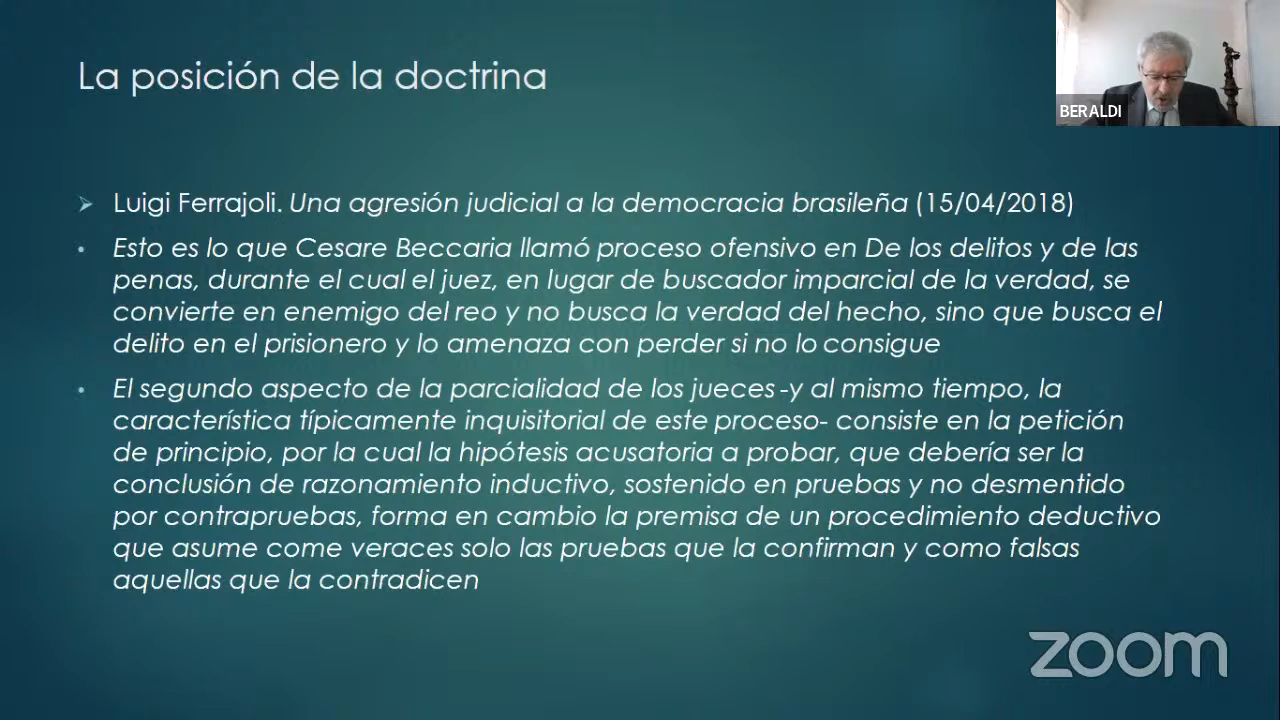 La posición de la doctrina
BERALDI
Luigi Ferrajoli. Una agresión judicial a la democracia brasileña (15/04/2018)
Esto es lo que Cesare Beccaria llamó proceso ofensivo en De los delitos y de las
penas, durante el cual el juez, en lugar de buscador imparcial de la verdad, se
convierte en enemigo del reo y no busca la verdad del hecho, sino que busca el
delito en el prisionero y lo amenaza con perder si no lo consigue
El segundo aspecto de la parcialidad de los jueces -y al mismo tiempo, la
característica típicamente inquisitorial de este proceso- consiste en la petición
de principio, por la cual la hipótesis acusatoria a probar, que debería ser la
conclusión de razonamiento inductivo, sostenido en pruebas y no desmentido
por contrapruebas, forma en cambio la premisa de un procedimiento deductivo
que asume come veraces solo las pruebas que la confirman y como falsas
aquellas que la contradicen
zoom